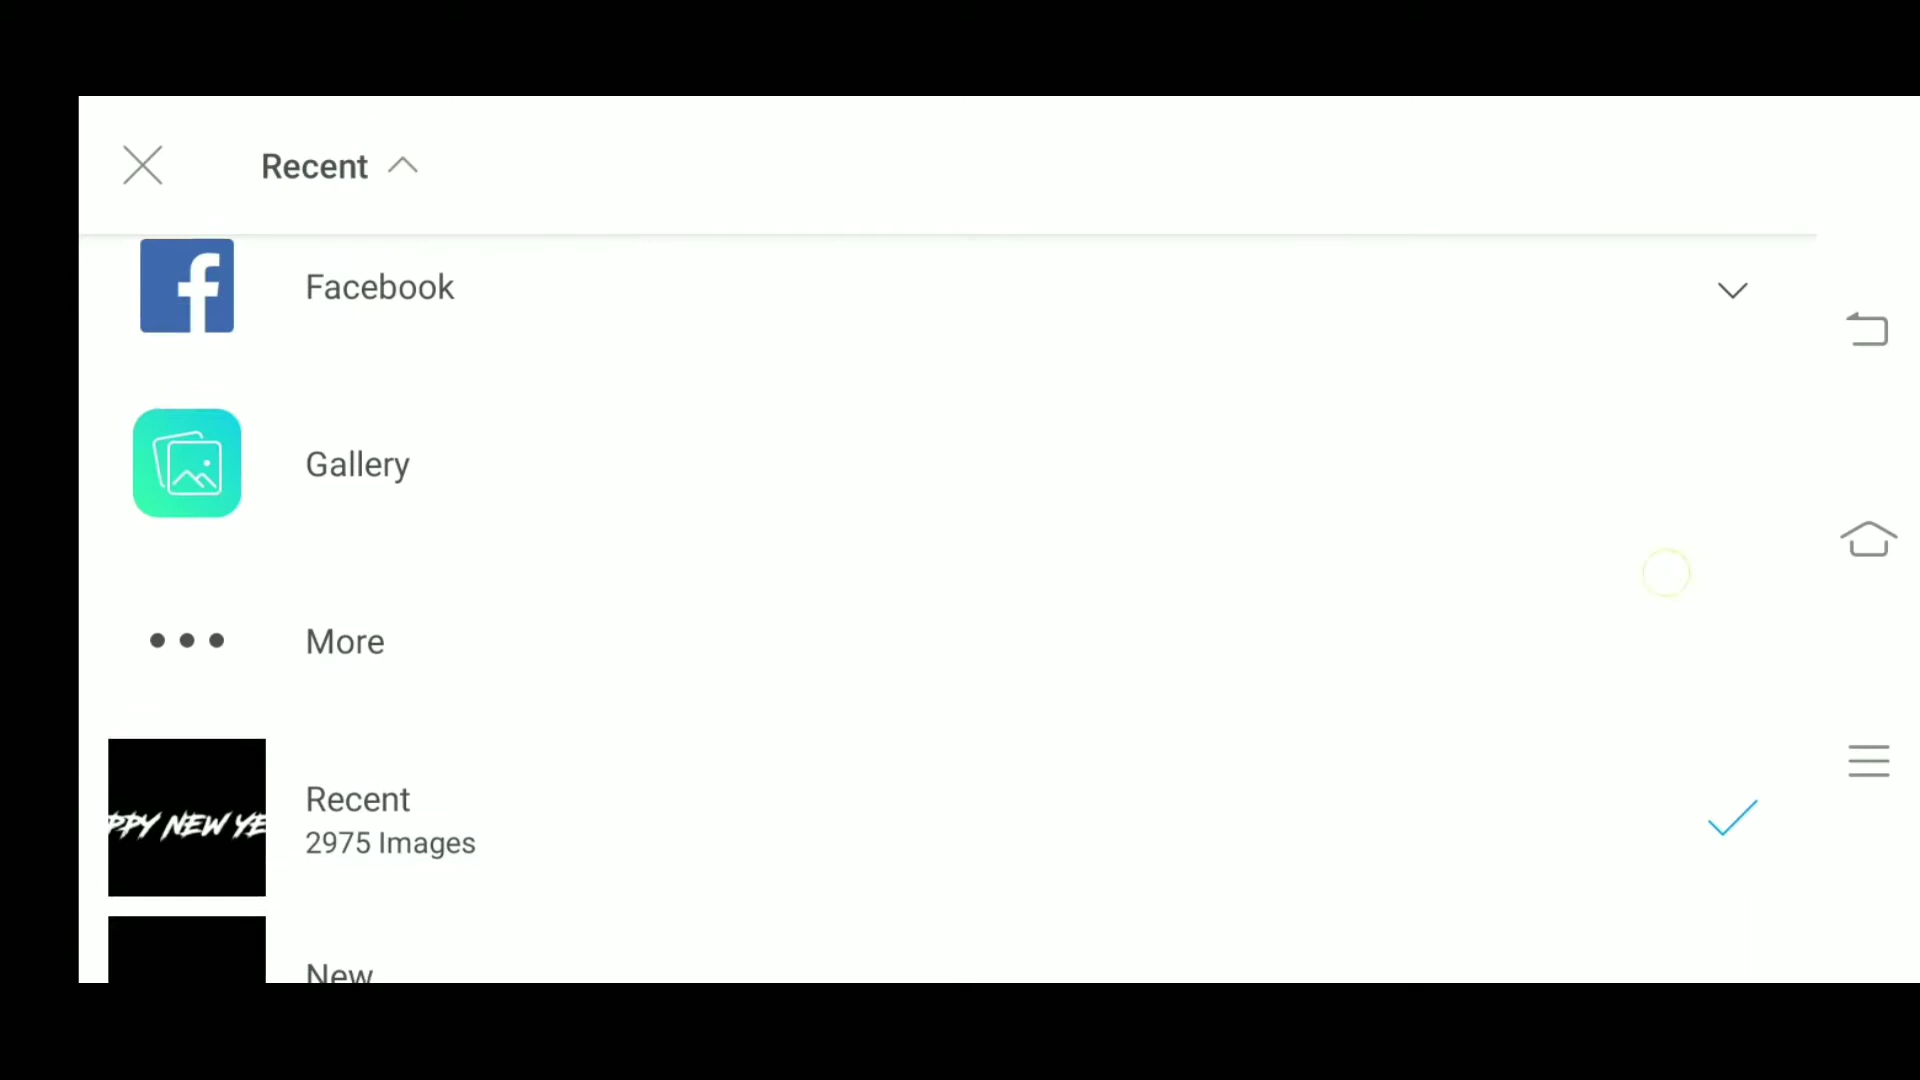 Recent
Facebook
Gallery
More
PPY NEW YE
Recent
2975 Images
New